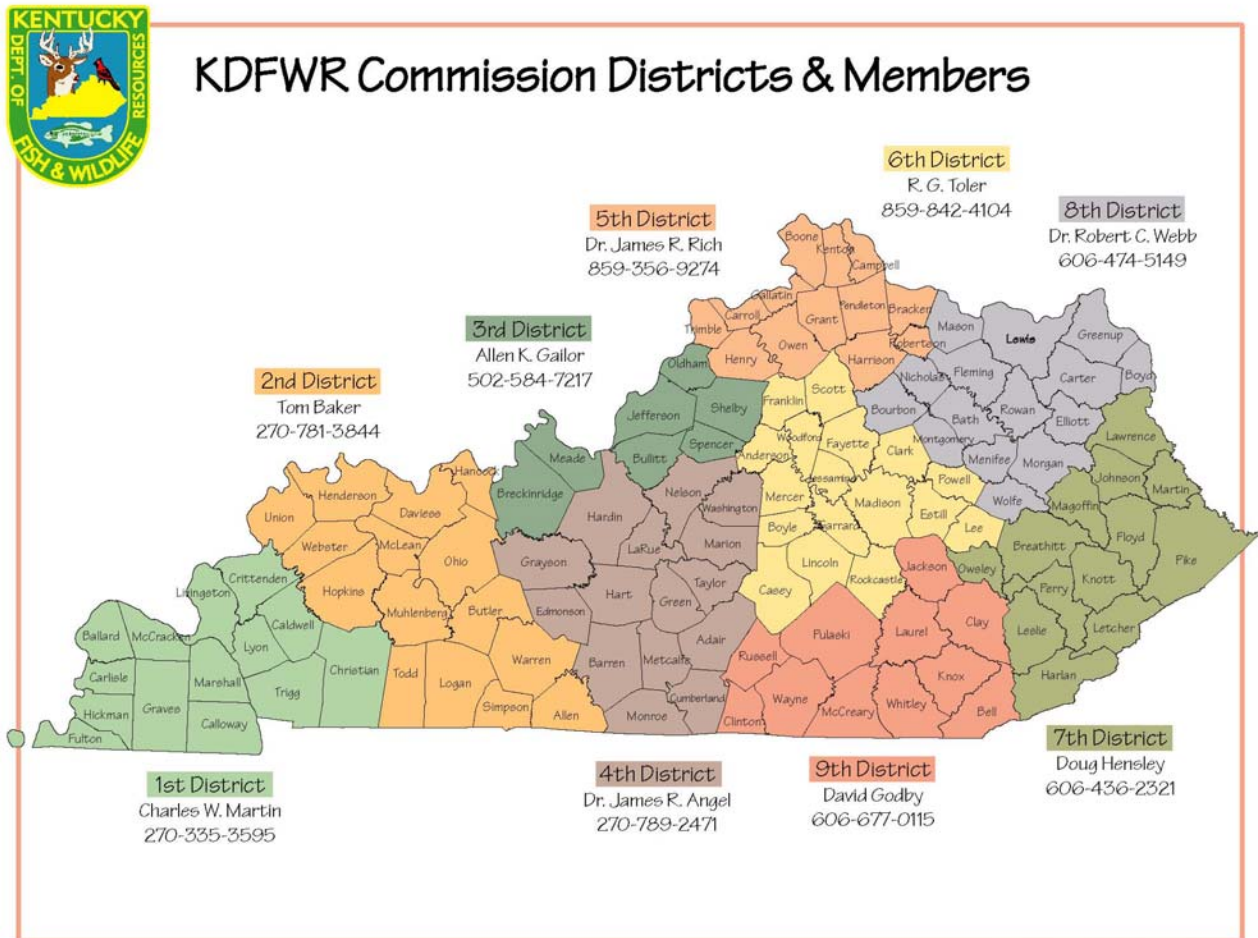 KENTUCKY
DEPT. OF
FISH & WILDLIFE
RESOURCES
KDFWR Commission Districts & Members
6th District
R. G. Toler
859-842-4104
5th District
Dr. James R. Rich
859-356-9274
8th District
Dr. Robert C. Webb
606-474-5149
3rd District
Allen K. Gailor
502-584-7217
2nd District
Tom Baker
270-781-3844
Boone
Kenton
Campbell
Gallatin
Carroll
Trimble
Grant
Pendleton
Bracken
Owen
Henry
Harrison
Robertson
Mason
Lewis
Greenup
Fleming
Carter
Boyd
Nicholas
Bourbon
Bath
Rowan
Elliott
Montgomery
Menifee
Morgan
Wolfe
Oldham
Jefferson
Shelby
Bullitt
Spencer
Meade
Breckinridge
Franklin
Scott
Woodford
Fayette
Anderson
Clark
Jessamine
Powell
Mercer
Madison
Estill
Lee
Boyle
Garrard
Lincoln
Casey
Rockcastle
Lawrence
Johnson
Martin
Magoffin
Floyd
Pike
Breathitt
Owsley
Perry
Knott
Leslie
Letcher
Harlan
Hancock
Henderson
Union
Daviess
Webster
McLean
Ohio
Hopkins
Muhlenberg
Butler
Warren
Todd
Logan
Simpson
Allen
Nelson
Washington
Hardin
LaRue
Marion
Grayson
Hart
Green
Taylor
Edmonson
Adair
Barren
Metcalfe
Monroe
Cumberland
Jackson
Pulaski
Laurel
Clay
Russell
Wayne
Knox
Clinton
McCreary
Whitley
Bell
Crittenden
Livingston
Caldwell
Ballard
McCracken
Lyon
Christian
Carlisle
Marshall
Trigg
Hickman
Graves
Calloway
Fulton
1st District
Charles W. Martin
270-335-3595
4th District
Dr. James R. Angel
270-789-2471
9th District
David Godby
606-677-0115
7th District
Doug Hensley
606-436-2321